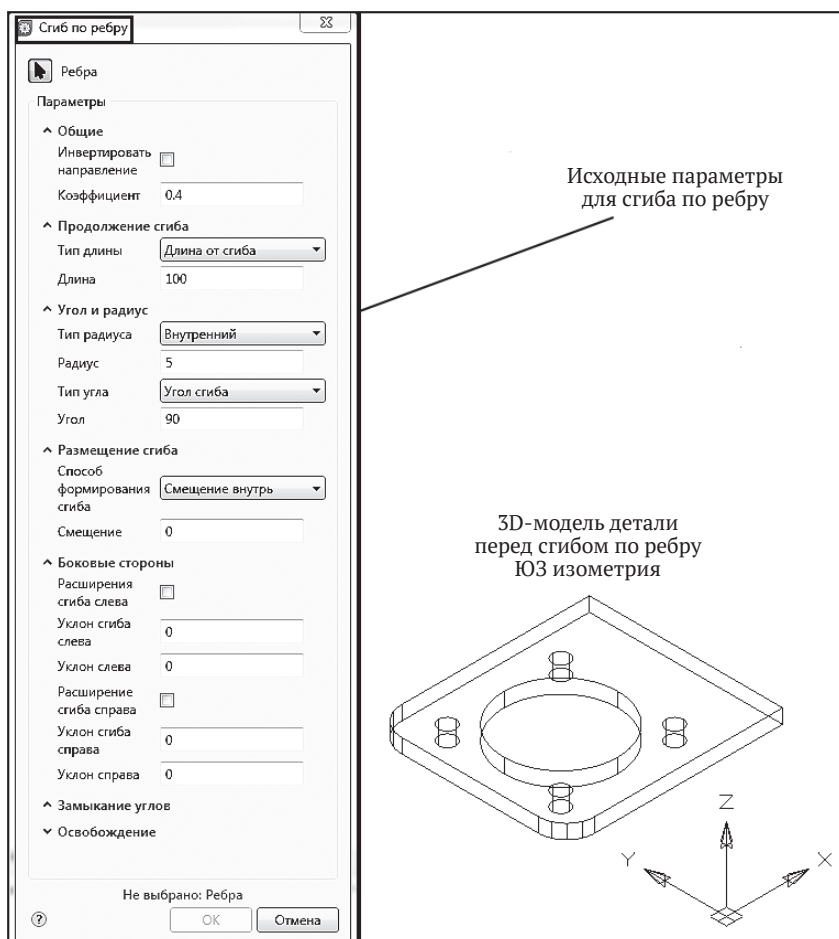 Сгиб по ребру
Ребра
Параметры
Общие
Инвертировать
направление
Коэффициент 0.4
Продолжение сгиба
Тип длины Длина от сгиба
Длина 100
Угол и радиус
Тип радиуса Внутренний
Радиус 5
Тип угла Угол сгиба
Угол 90
Размещение сгиба
Способ
формирования Смещение внутрь
сгиба
Смещение 0
Боковые стороны
Расширения
сгиба слева
Уклон сгиба 0
слева
Уклон слева 0
Расширение
сгиба справа
Уклон сгиба 0
справа
Уклон справа 0
Замыкание углов
Освобождение
Не выбрано: Ребра
? ОК Отмена
Исходные параметры
для сгиба по ребру
3D-модель детали
перед сгибом по ребру
ЮЗ изометрия
Z
Y X